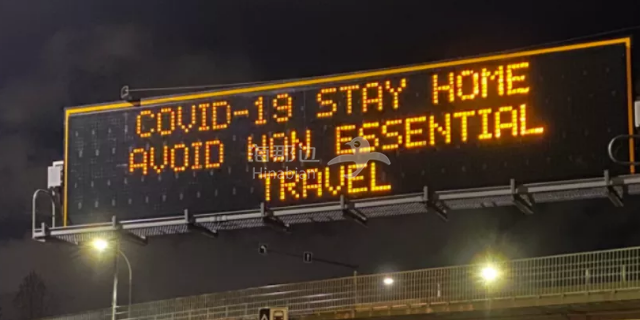 COVID-19 STAY HOME
AVOID NON ESSENTIAL
TRAVEL
Hinabian